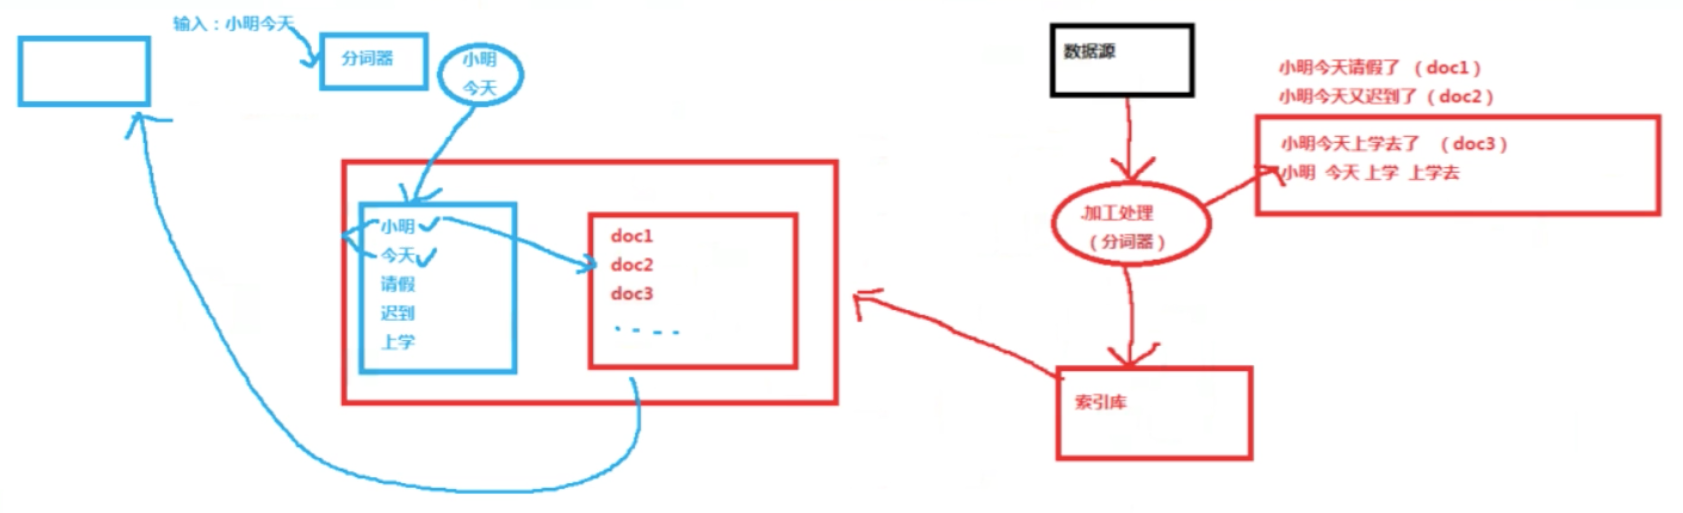 输入：小明今天
分词器
小明
今天
小明
今天
请假
迟到
上学
doc1
doc2
doc3
数据源
小明今天请假了 （doc1）
小明今天又迟到了（doc2）
小明今天上学去了 （doc3）
小明 今天 上学 上学去
加工处理
（分词器）
索引库